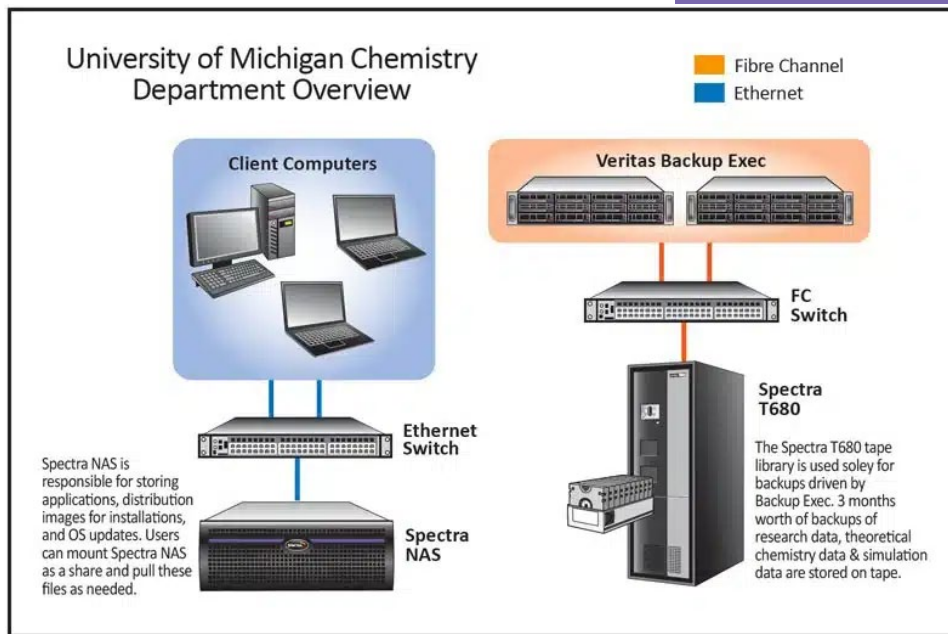 University of Michigan Chemistry
Department Overview
Fibre Channel
Ethernet
Client Computers
Veritas Backup Exec
FC
Switch
Ethernet
Switch
Spectra
T680
Spectra NAS is
responsible for storing
applications, distribution
images for installations,
and OS updates. Users
can mount Spectra NAS
as a share and pull these
files as needed.
Spectra
NAS
The Spectra T680 tape
library is used soley for
backups driven by
Backup Exec. 3 months
worth of backups of
research data, theoretical
chemistry data & simulation
data are stored on tape.